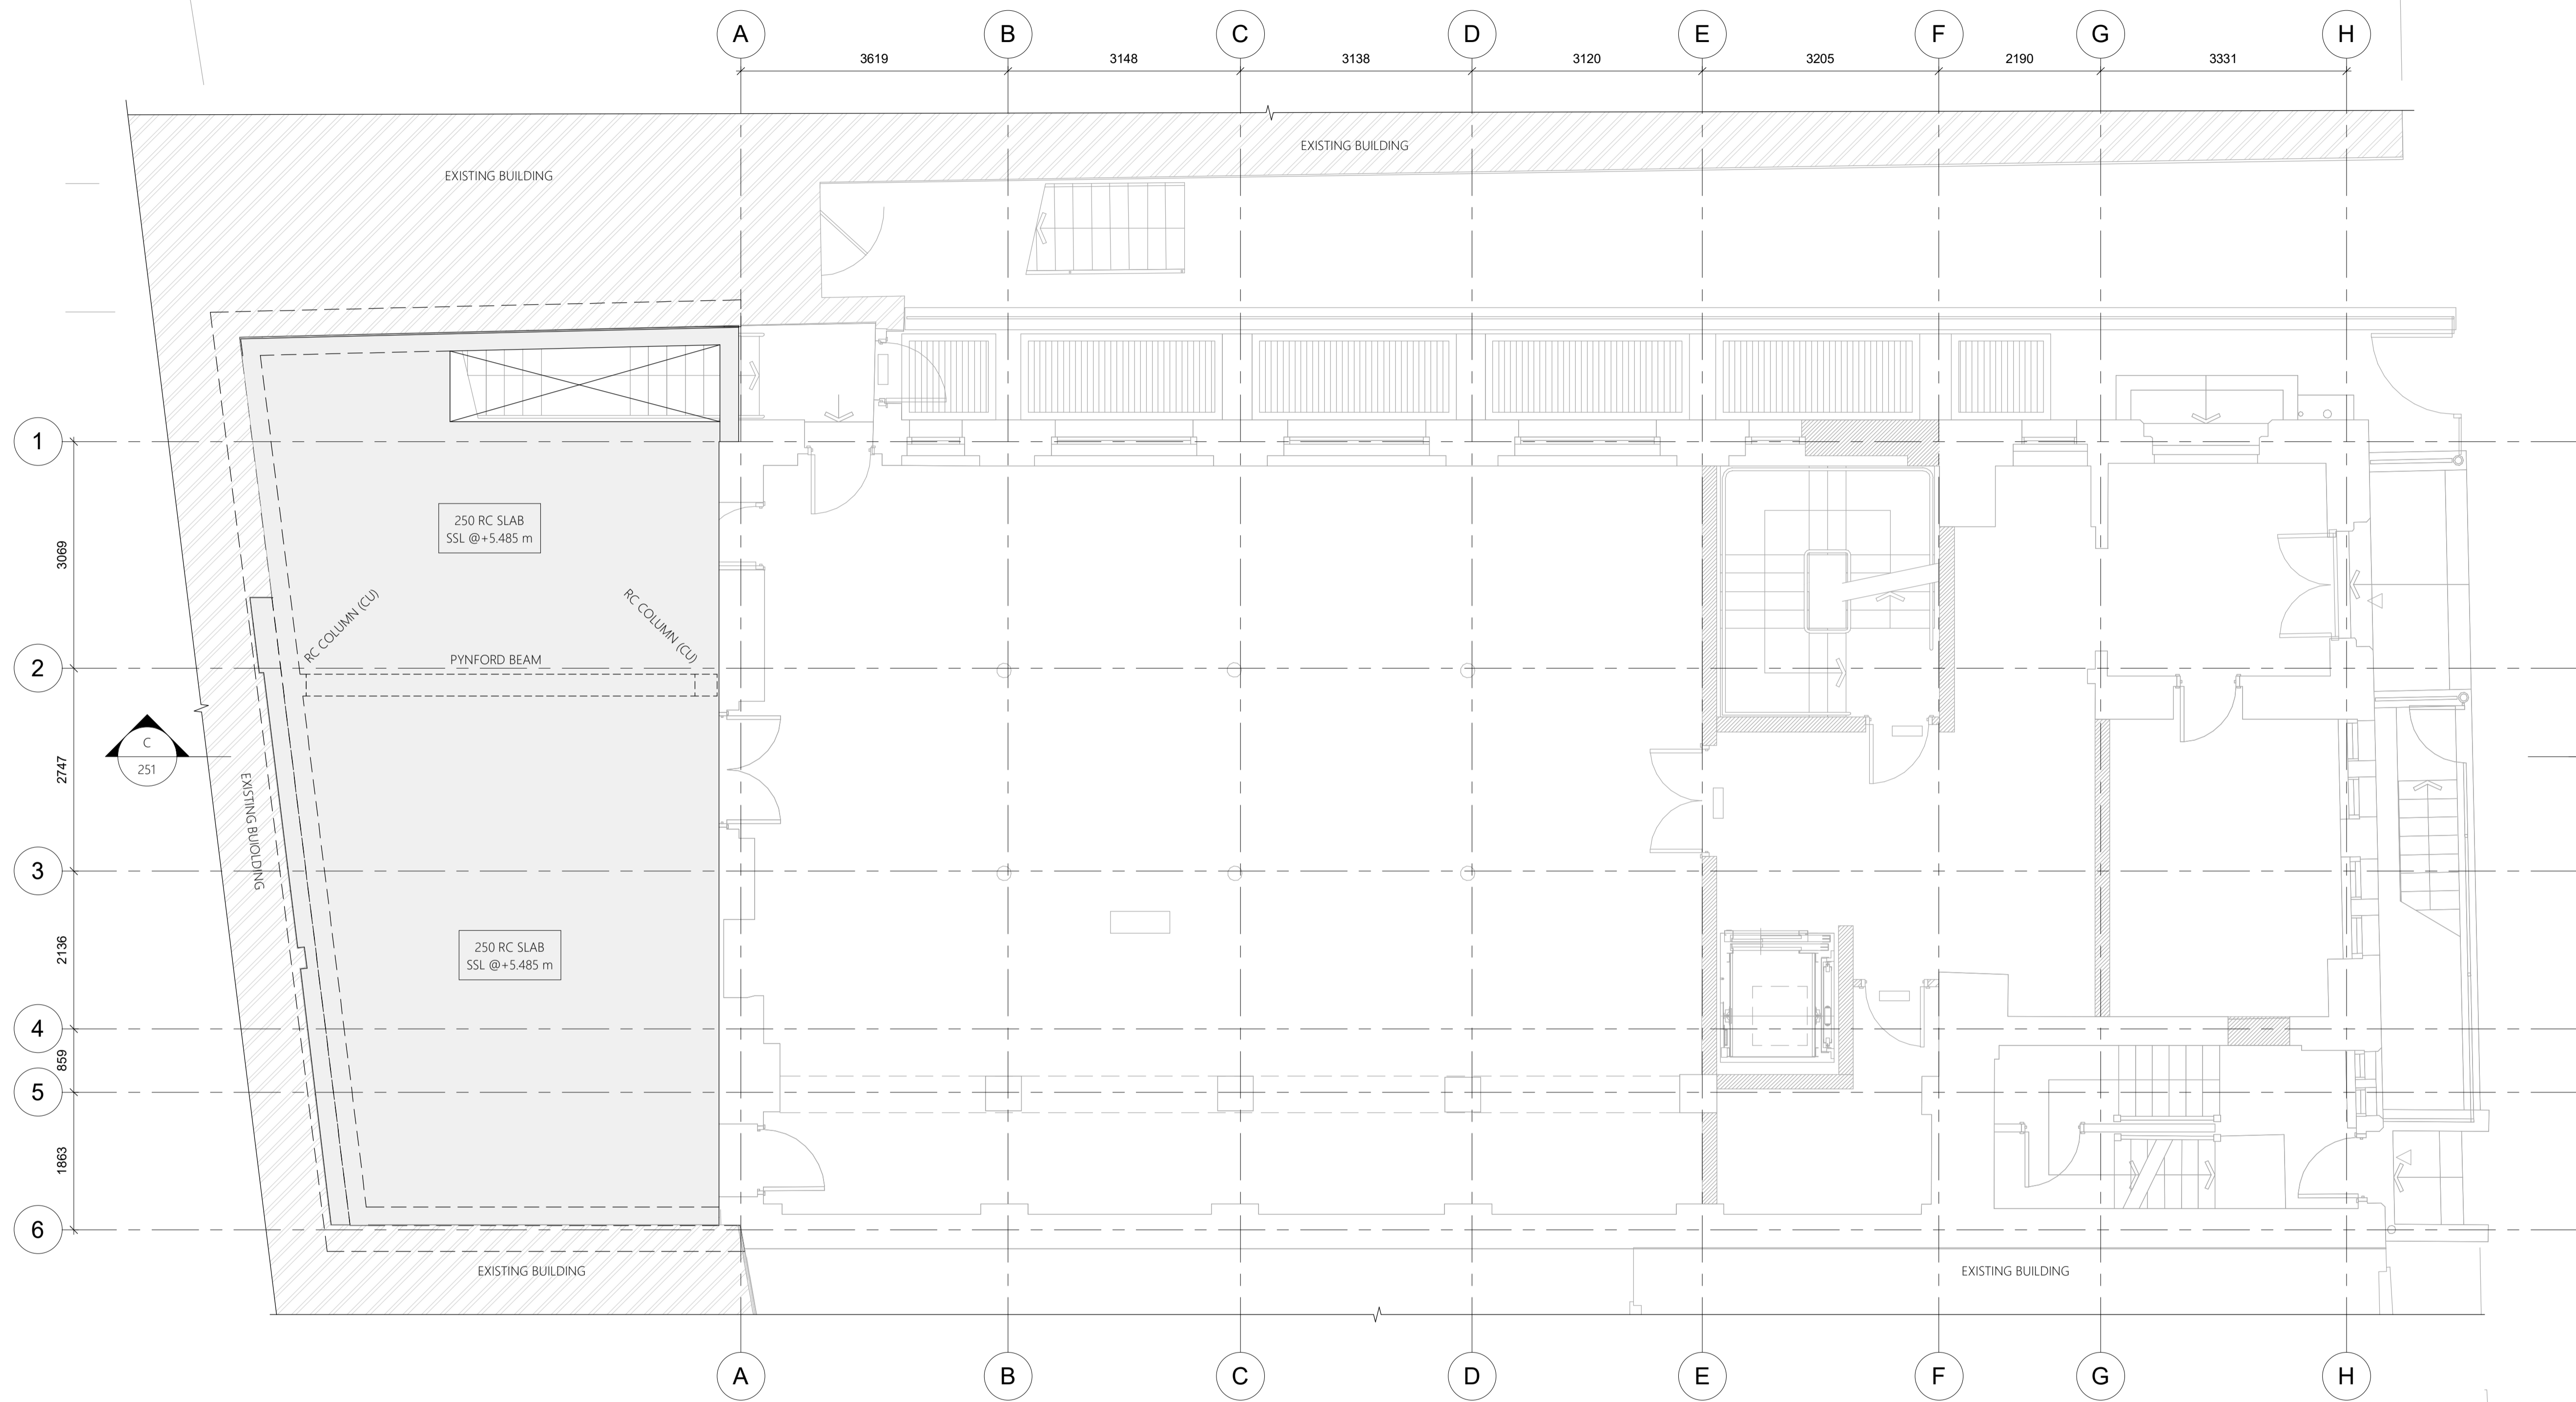 A B C D E F G H
3619 3148 3138 3120 3205 2190 3331
EXISTING BUILDING
EXISTING BUILDING
1
250 RC SLAB
SSL @+5.485 m
3069
RC COLUMN (CU)
RC COLUMN (CU)
PYNFORD BEAM
2
C
251
2747
EXISTING BUIOLDING
3
250 RC SLAB
SSL @+5.485 m
2136
4
859
5
1863
6
EXISTING BUILDING
EXISTING BUILDING
A B C D E F G H